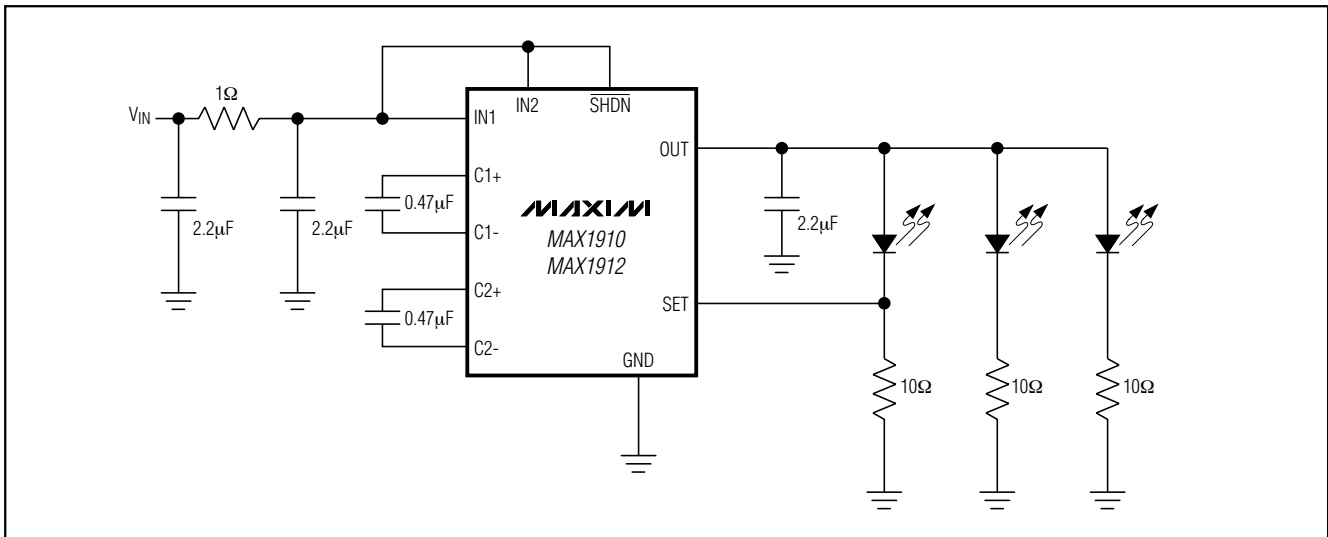 1Ω
V_IN
2.2μF
2.2μF
0.47μF
0.47μF
IN1
IN2
SHDN
C1+
C1-
C2+
C2-
MAXIM
MAX1910
MAX1912
GND
OUT
SET
2.2μF
10Ω
10Ω
10Ω